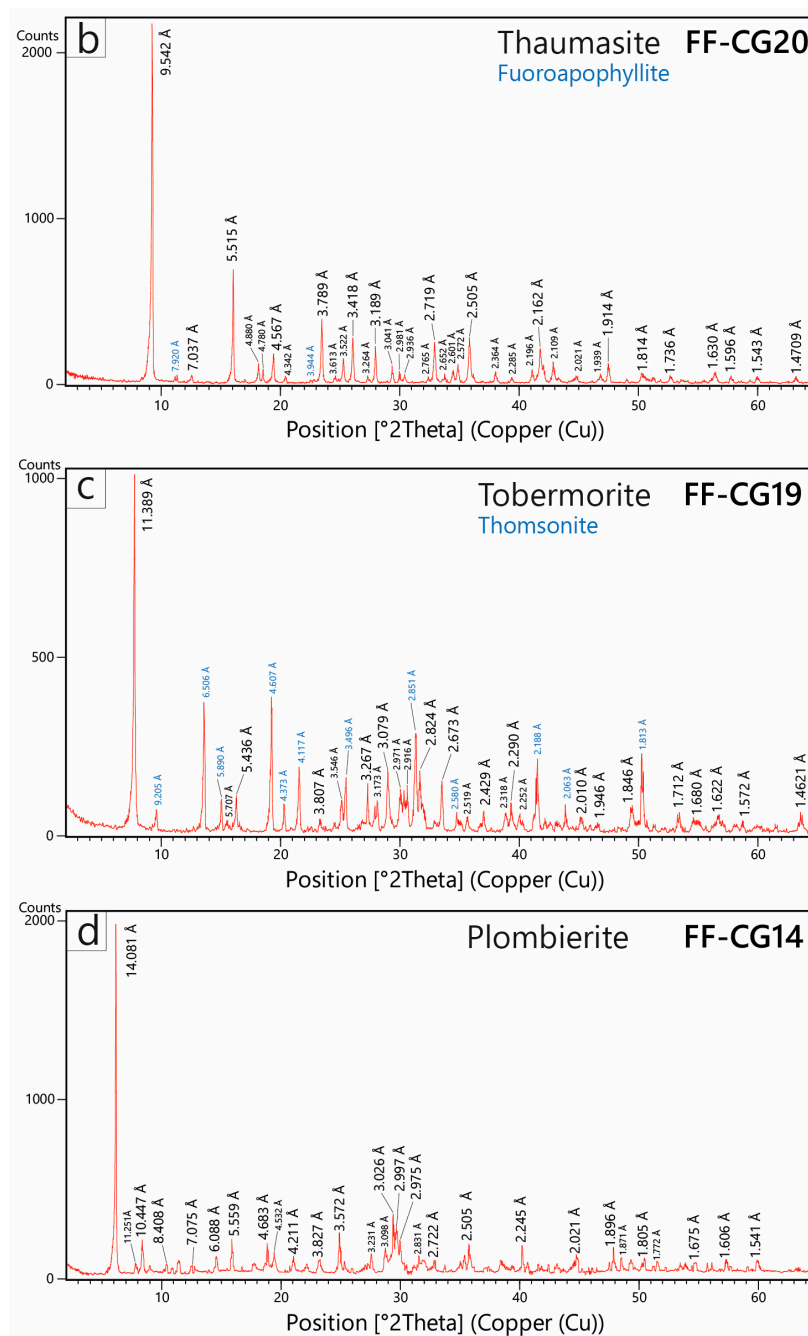 Counts
b
Thaumasite FF-CG20
Fuoroapophyllite
2000
1000
0
9.542 Å
7.920 Å
7.037 Å
5.515 Å
4.880 Å
4.780 Å
4.567 Å
4.342 Å
3.944 Å
3.789 Å
3.613 Å
3.522 Å
3.418 Å
3.264 Å
3.189 Å
3.041 Å
2.981 Å
2.936 Å
2.765 Å
2.719 Å
2.652 Å
2.601 Å
2.572 Å
2.505 Å
2.364 Å
2.285 Å
2.196 Å
2.162 Å
2.109 Å
2.021 Å
1.939 Å
1.914 Å
1.814 Å
1.736 Å
1.630 Å
1.596 Å
1.543 Å
1.4709 Å
10 20 30 40 50 60
Position [°2Theta] (Copper (Cu))
Counts
c
Tobermorite FF-CG19
Thomsonite
1000
500
0
11.389 Å
9.205 Å
6.506 Å
5.890 Å
5.707 Å
5.436 Å
4.607 Å
4.373 Å
4.117 Å
3.807 Å
3.546 Å
3.496 Å
3.267 Å
3.173 Å
3.079 Å
2.971 Å
2.916 Å
2.851 Å
2.824 Å
2.673 Å
2.580 Å
2.519 Å
2.429 Å
2.318 Å
2.290 Å
2.252 Å
2.188 Å
2.063 Å
2.010 Å
1.946 Å
1.846 Å
1.813 Å
1.712 Å
1.680 Å
1.622 Å
1.572 Å
1.4621 Å
10 20 30 40 50 60
Position [°2Theta] (Copper (Cu))
Counts
d
Plombierite FF-CG14
2000
1000
0
14.081 Å
11.251 Å
10.447 Å
8.408 Å
7.075 Å
6.088 Å
5.559 Å
4.683 Å
4.532 Å
4.211 Å
3.827 Å
3.572 Å
3.231 Å
3.098 Å
3.026 Å
2.997 Å
2.975 Å
2.831 Å
2.722 Å
2.505 Å
2.245 Å
2.021 Å
1.896 Å
1.871 Å
1.805 Å
1.772 Å
1.675 Å
1.606 Å
1.541 Å
10 20 30 40 50 60
Position [°2Theta] (Copper (Cu))